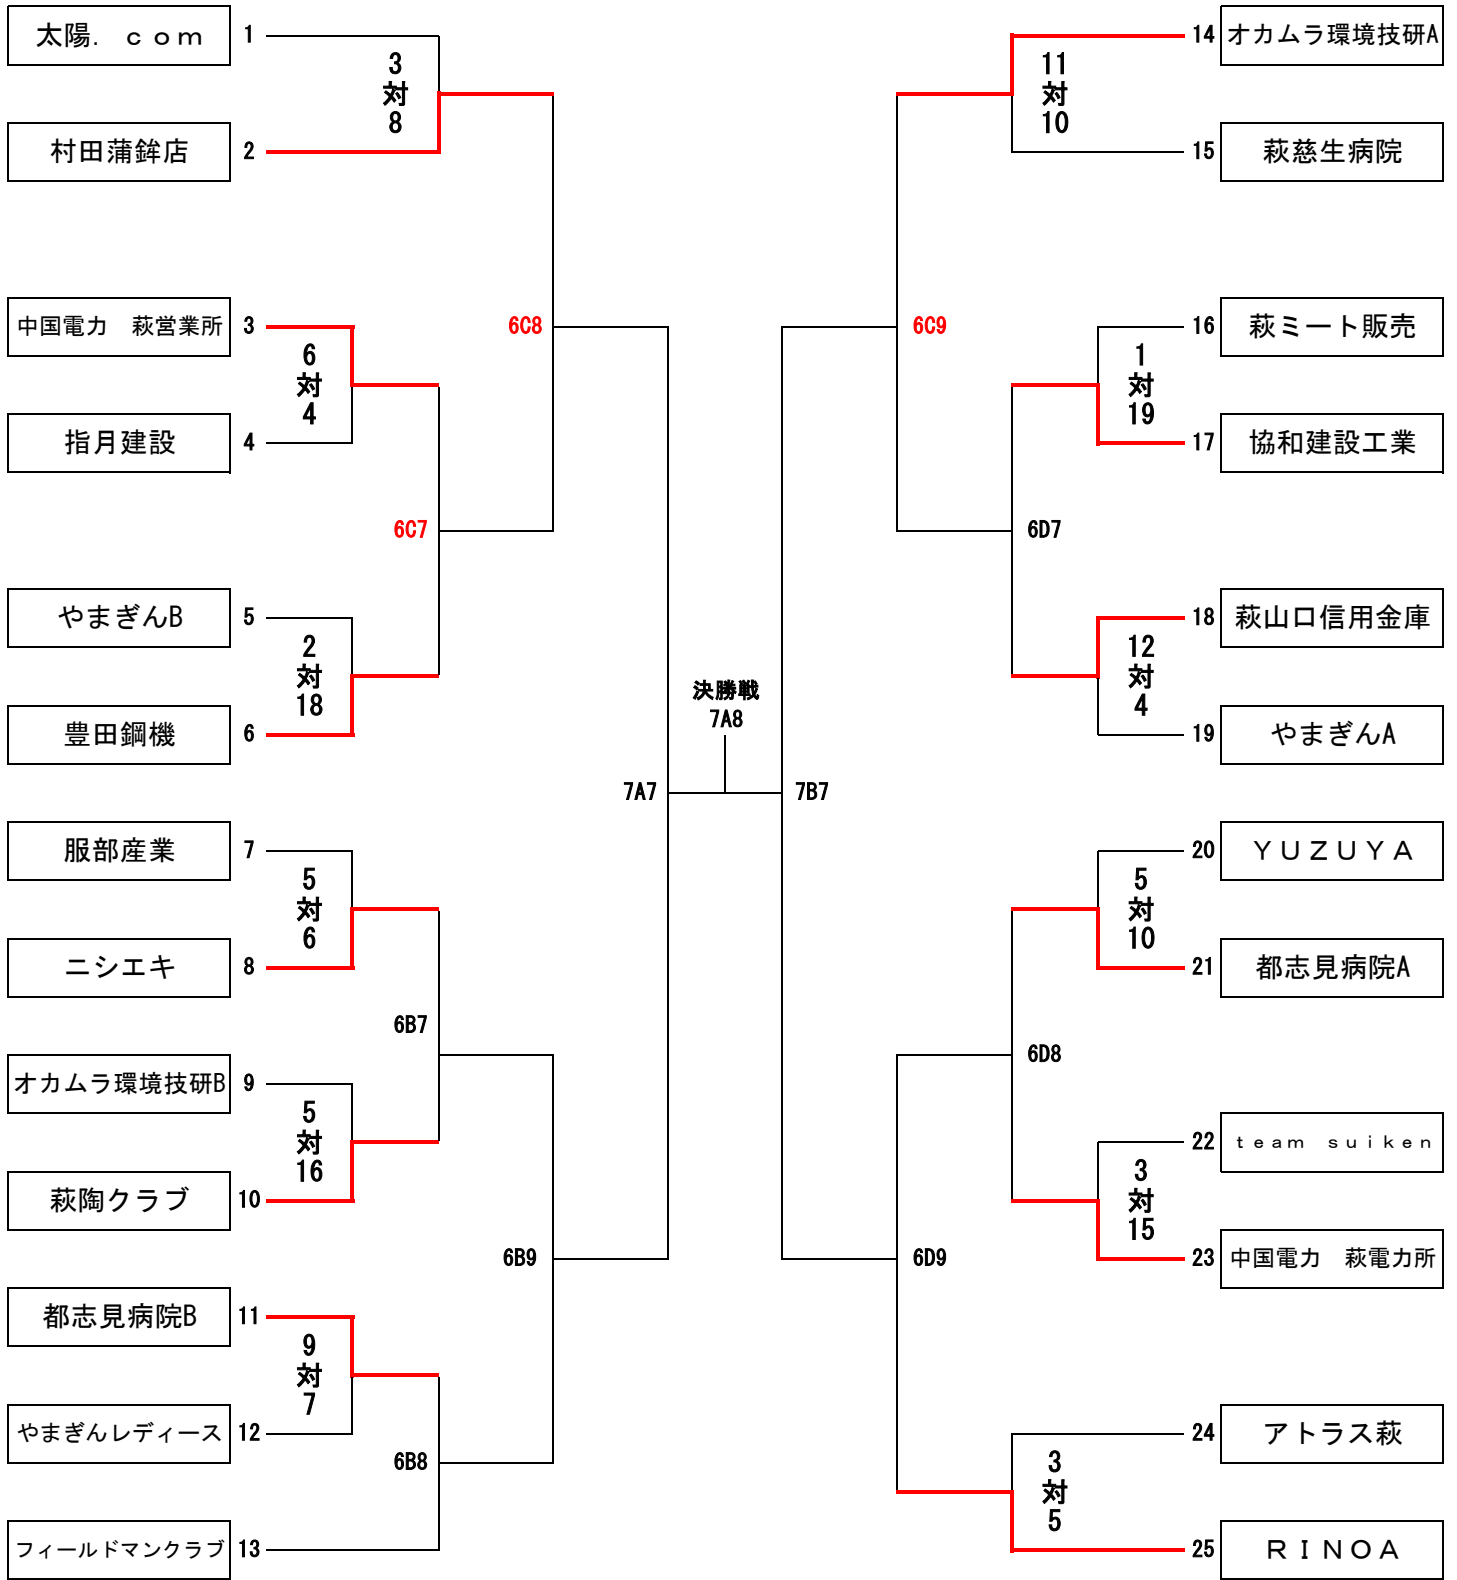 太陽．ｃｏｍ 1
3
対
8
村田蒲鉾店 2
中国電力　萩営業所 3
6
対
4
指月建設 4
6C8
6C7
やまぎんB 5
2
対
18
豊田鋼機 6
服部産業 7
5
対
6
ニシエキ 8
6B7
オカムラ環境技研B 9
5
対
16
萩陶クラブ 10
6B9
都志見病院B 11
9
対
7
やまぎんレディース 12
6B8
フィールドマンクラブ 13
7A7
決勝戦
7A8
7B7
14 オカムラ環境技研A
11
対
10
15 萩慈生病院
6C9
16 萩ミート販売
1
対
19
17 協和建設工業
6D7
18 萩山口信用金庫
12
対
4
19 やまぎんA
20 ＹＵＺＵＹＡ
5
対
10
21 都志見病院A
6D8
22 ｔｅａｍ　ｓｕｉｋｅｎ
3
対
15
23 中国電力　萩電力所
6D9
24 アトラス萩
3
対
5
25 ＲＩＮＯＡ